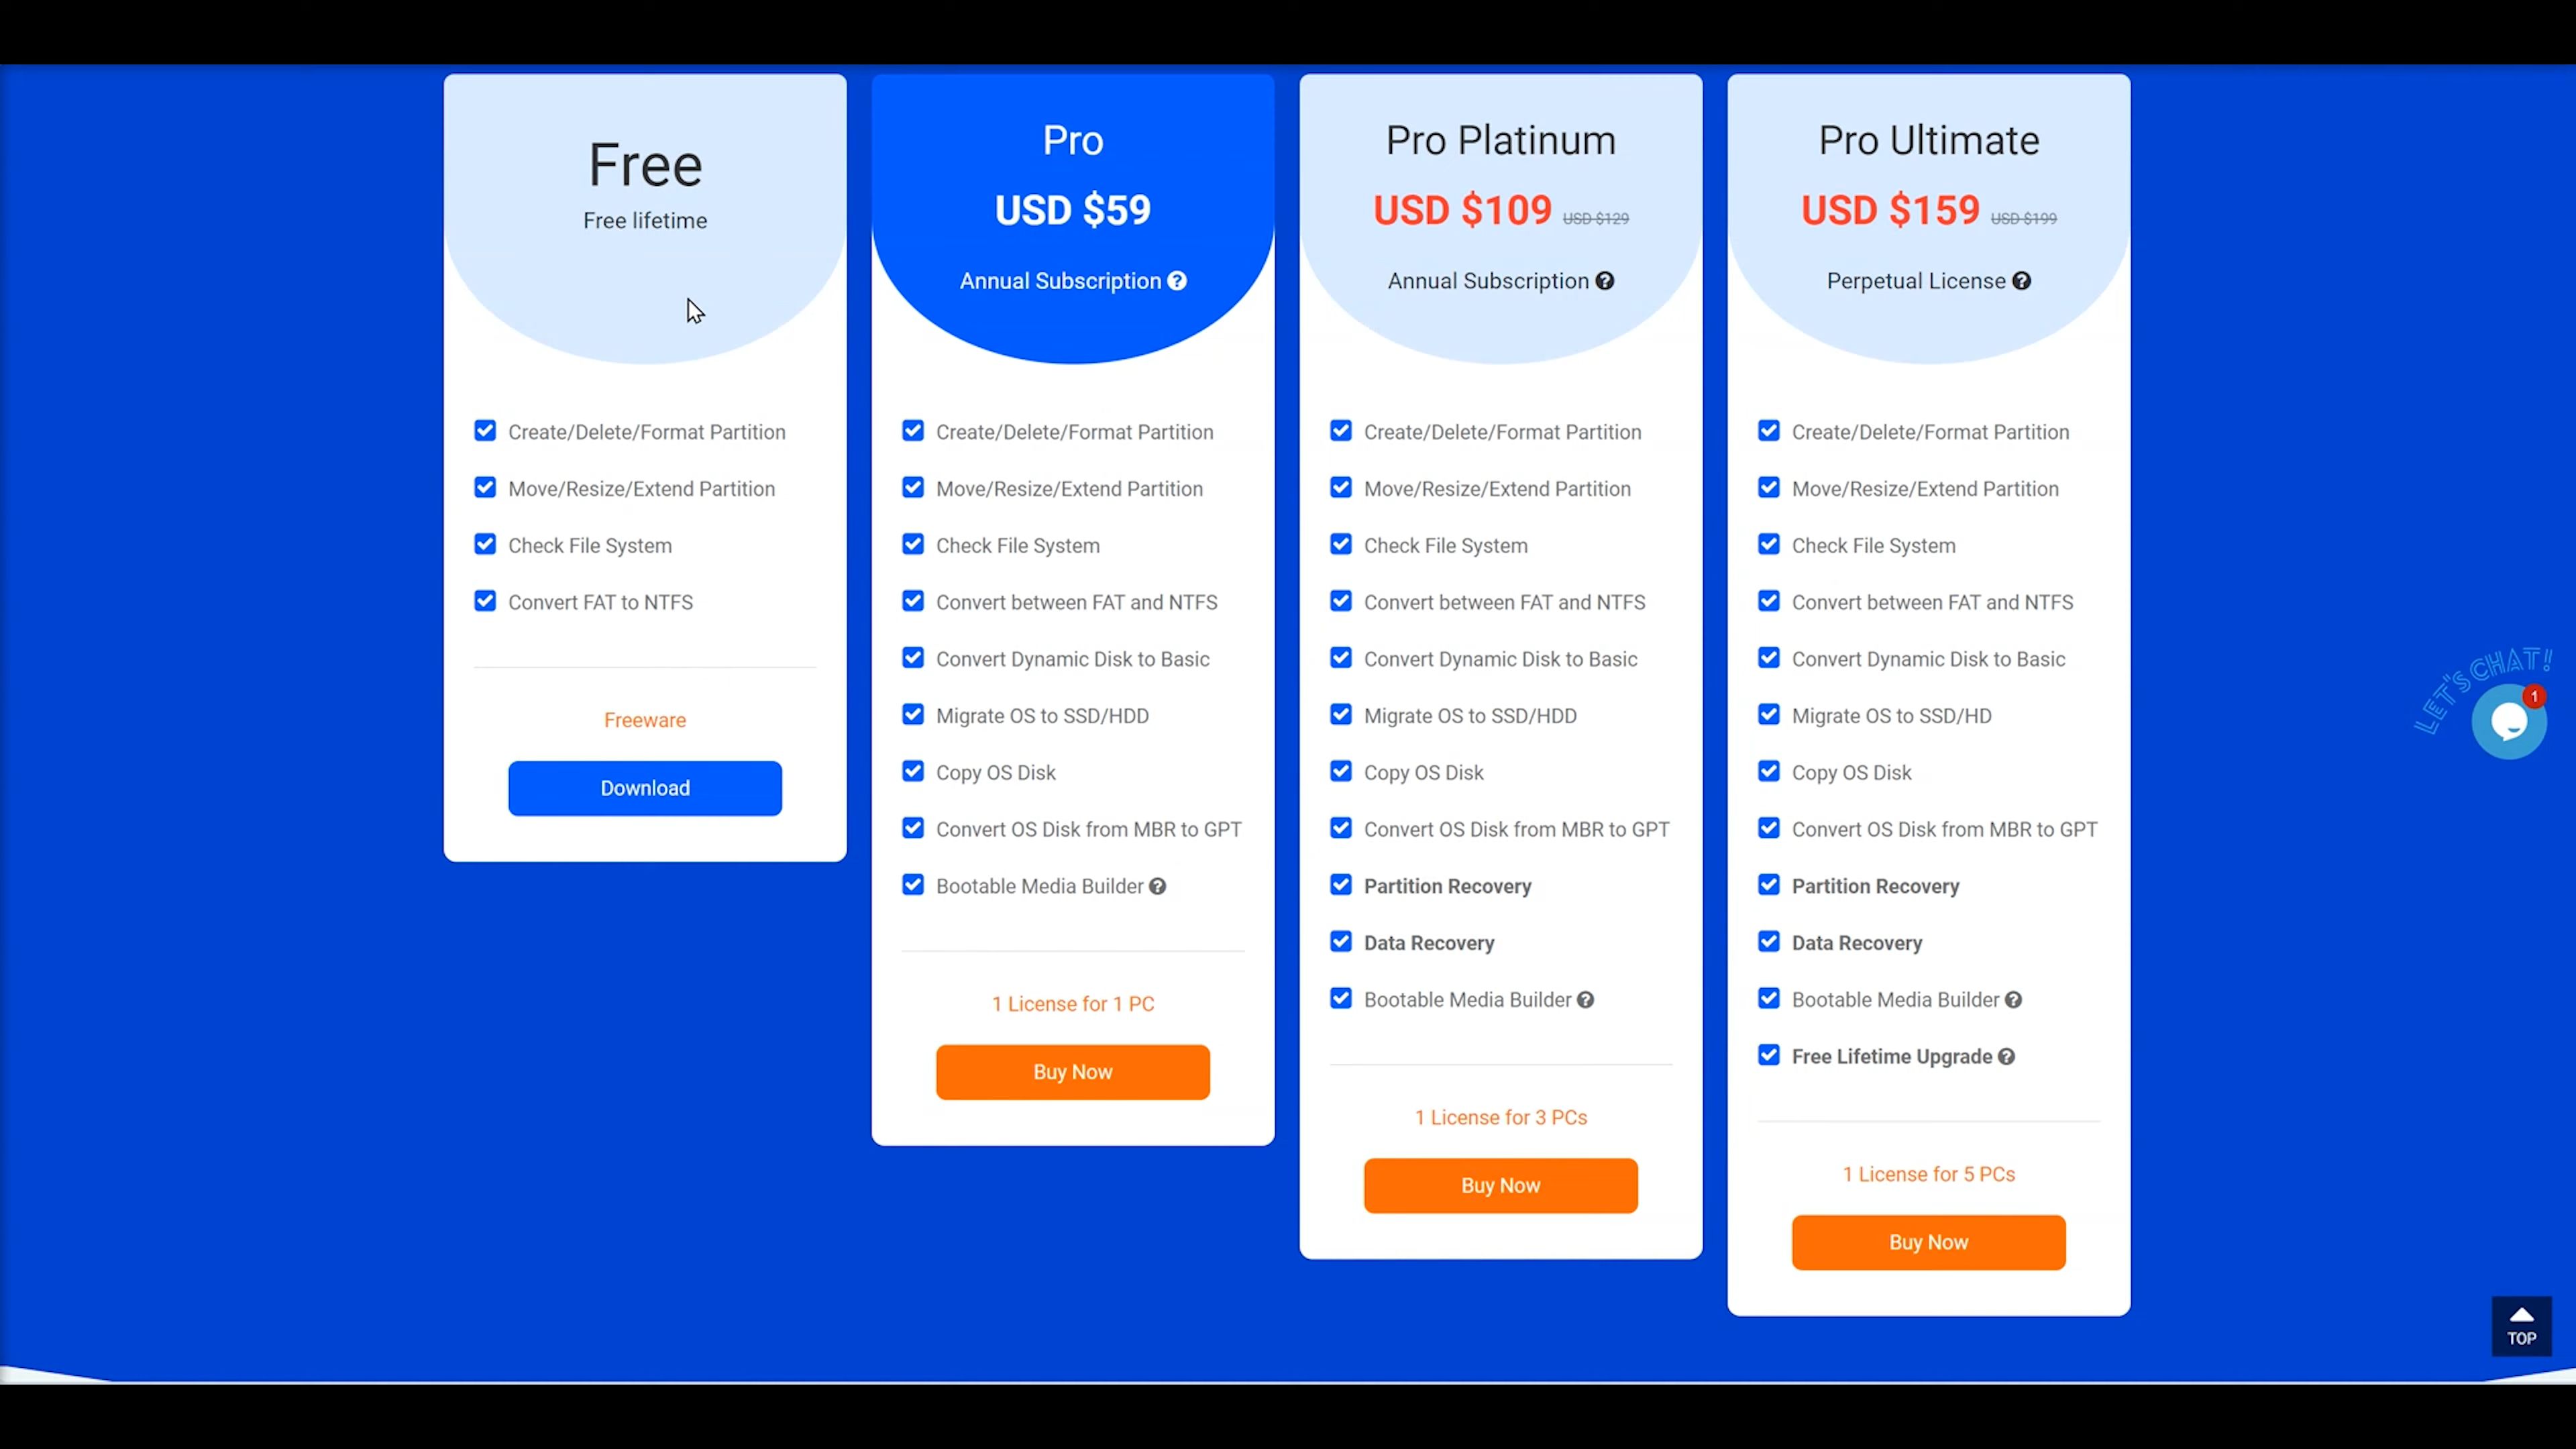 Free
Free lifetime
Create/Delete/Format Partition
Move/Resize/Extend Partition
Check File System
Convert FAT to NTFS
Freeware
Download
Pro
USD $59
Annual Subscription ?
Create/Delete/Format Partition
Move/Resize/Extend Partition
Check File System
Convert between FAT and NTFS
Convert Dynamic Disk to Basic
Migrate OS to SSD/HDD
Copy OS Disk
Convert OS Disk from MBR to GPT
Bootable Media Builder ?
1 License for 1 PC
Buy Now
Pro Platinum
USD $109 USD $129
Annual Subscription ?
Create/Delete/Format Partition
Move/Resize/Extend Partition
Check File System
Convert between FAT and NTFS
Convert Dynamic Disk to Basic
Migrate OS to SSD/HDD
Copy OS Disk
Convert OS Disk from MBR to GPT
Partition Recovery
Data Recovery
Bootable Media Builder ?
1 License for 3 PCs
Buy Now
Pro Ultimate
USD $159 USD $199
Perpetual License ?
Create/Delete/Format Partition
Move/Resize/Extend Partition
Check File System
Convert between FAT and NTFS
Convert Dynamic Disk to Basic
Migrate OS to SSD/HD
Copy OS Disk
Convert OS Disk from MBR to GPT
Partition Recovery
Data Recovery
Bootable Media Builder ?
Free Lifetime Upgrade ?
1 License for 5 PCs
Buy Now
LET'S CHAT!
1
TOP